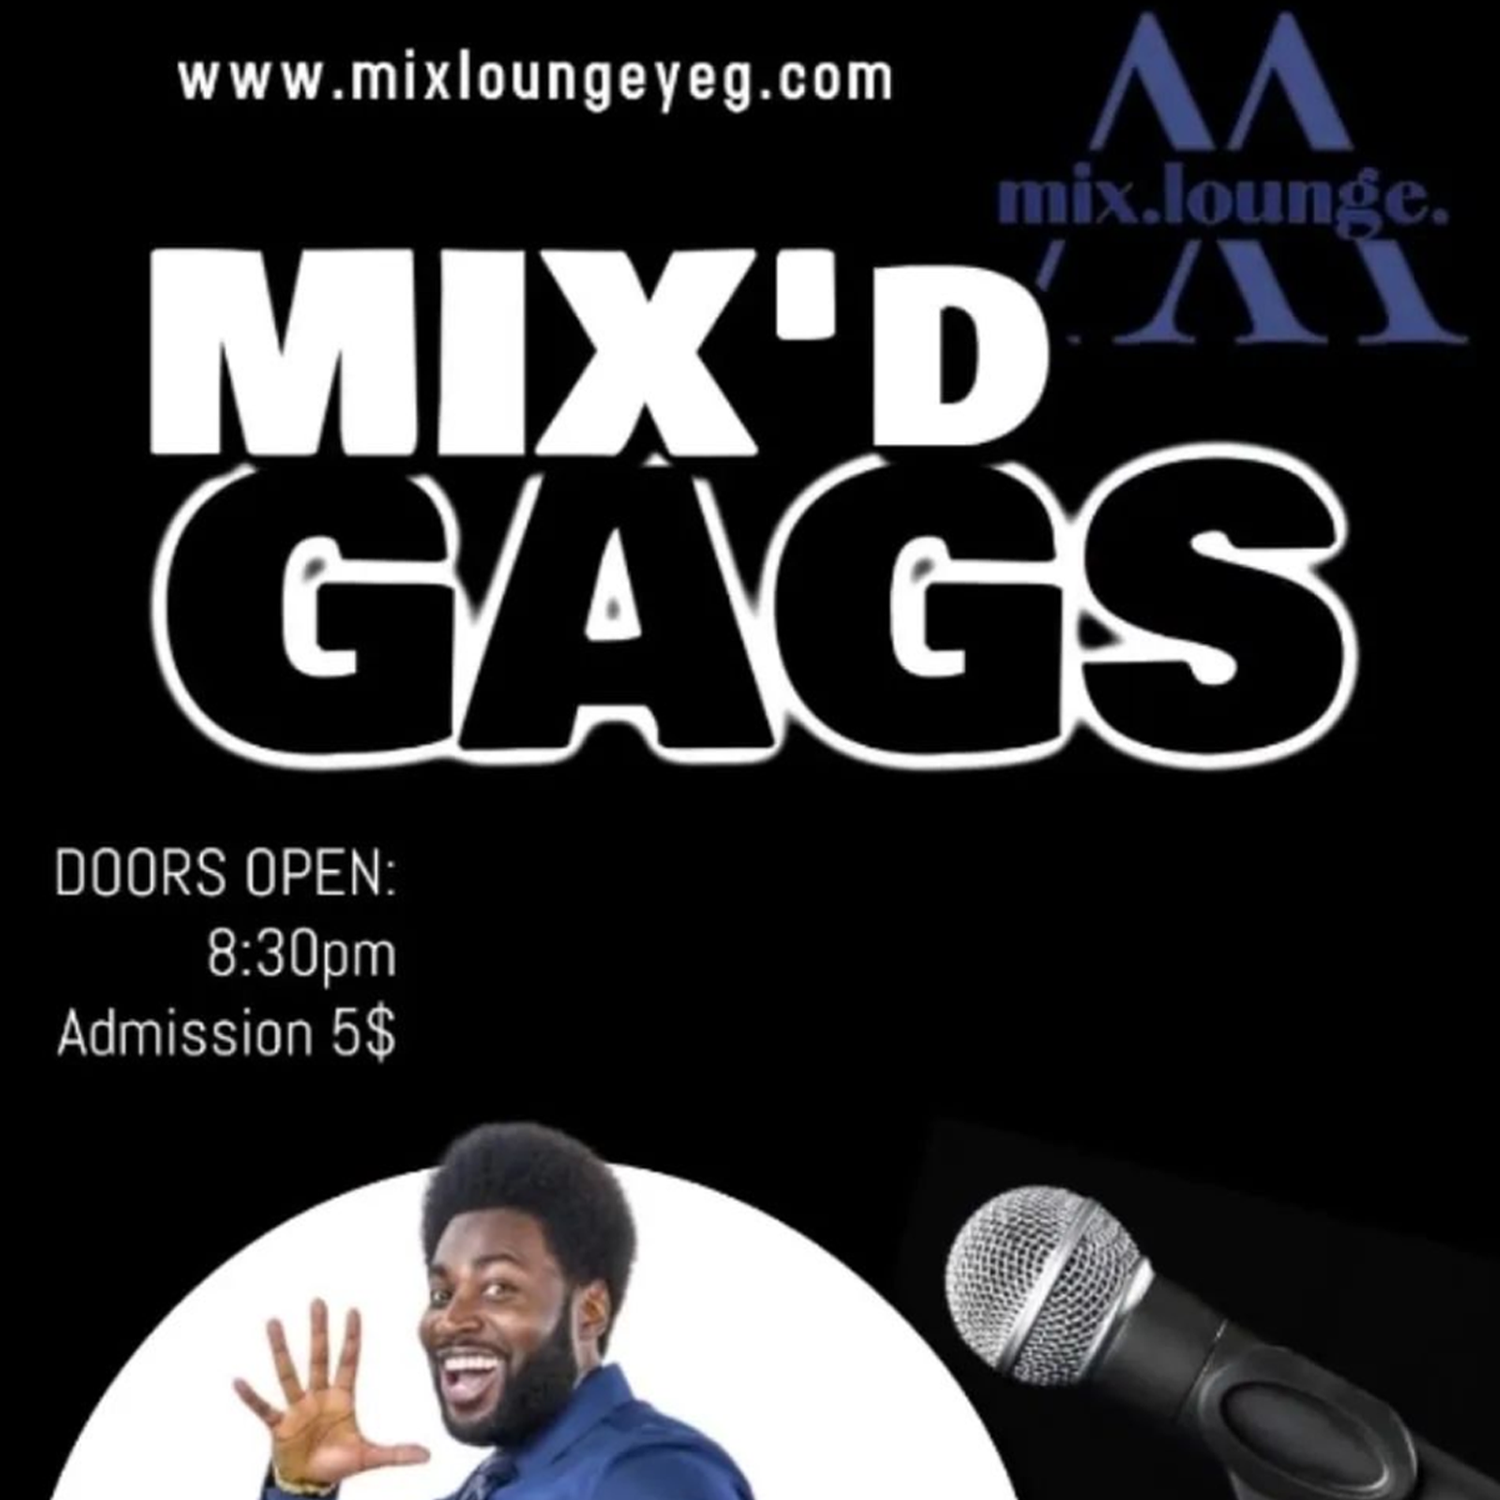 www.mixloungeyeg.com
mix.lounge.
MIX'D
GAGS
DOORS OPEN:
8:30pm
Admission 5$